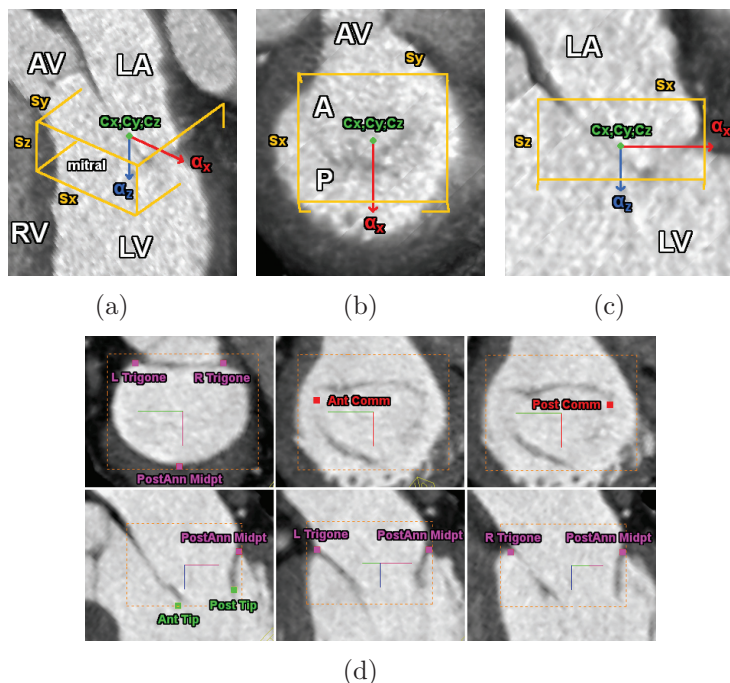 AV
LA
Sy
Cx,Cy,Cz
Sz
αx
mitral
αz
Sx
RV
LV
(a)
AV
Sy
A
Cx,Cy,Cz
Sx
P
αx
(b)
LA
Sx
Cx,Cy,Cz
αx
Sz
αz
LV
(c)
L Trigone R Trigone
PostAnn Midpt
Ant Comm
Post Comm
PostAnn Midpt
Post Tip
Ant Tip
L Trigone PostAnn Midpt
R Trigone PostAnn Midpt
(d)